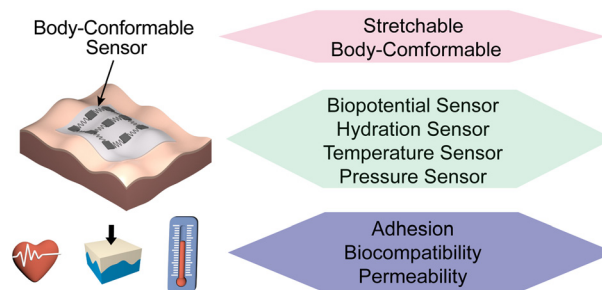 Body-Conformable
Sensor
Stretchable
Body-Comformable
Biopotential Sensor
Hydration Sensor
Temperature Sensor
Pressure Sensor
Adhesion
Biocompatibility
Permeability